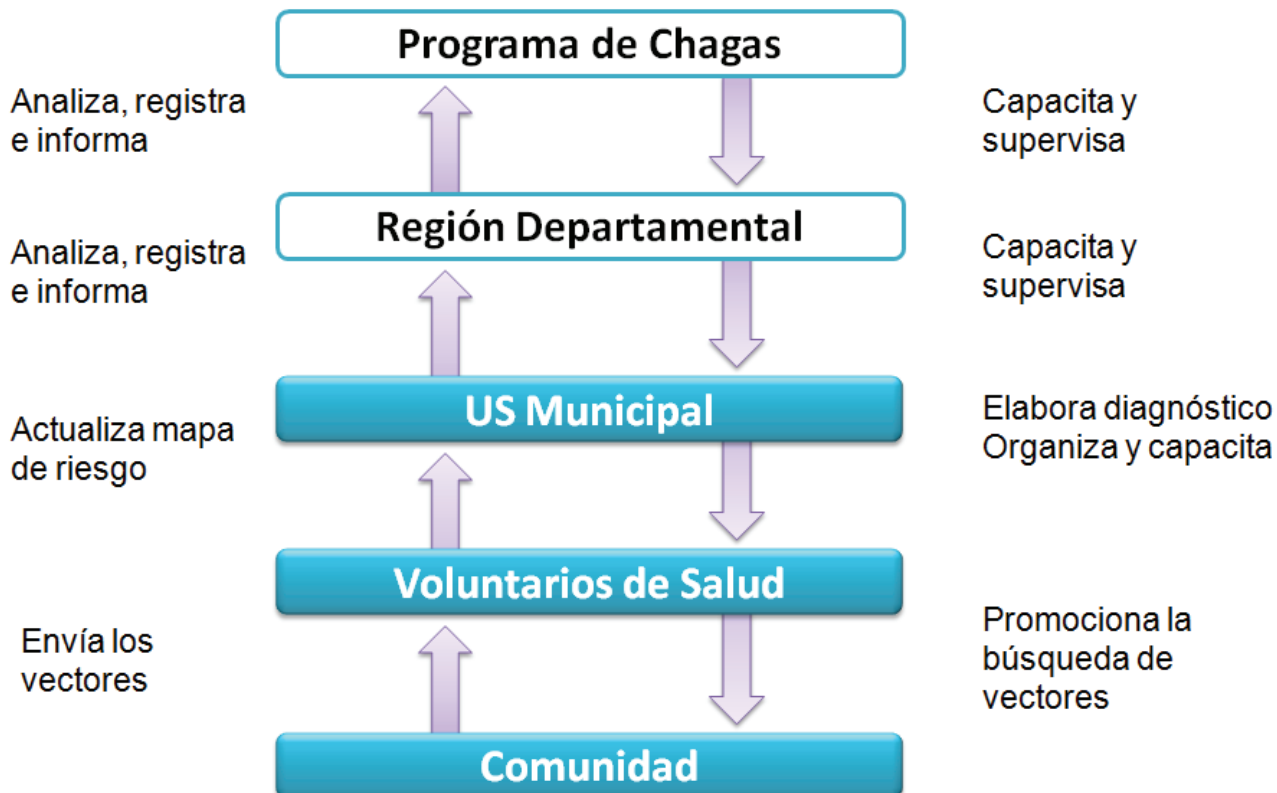 Programa de Chagas
Analiza, registra
e informa
Capacita y
supervisa
Región Departamental
Analiza, registra
e informa
Capacita y
supervisa
US Municipal
Actualiza mapa
de riesgo
Elabora diagnóstico
Organiza y capacita
Voluntarios de Salud
Envía los
vectores
Promociona la
búsqueda de
vectores
Comunidad